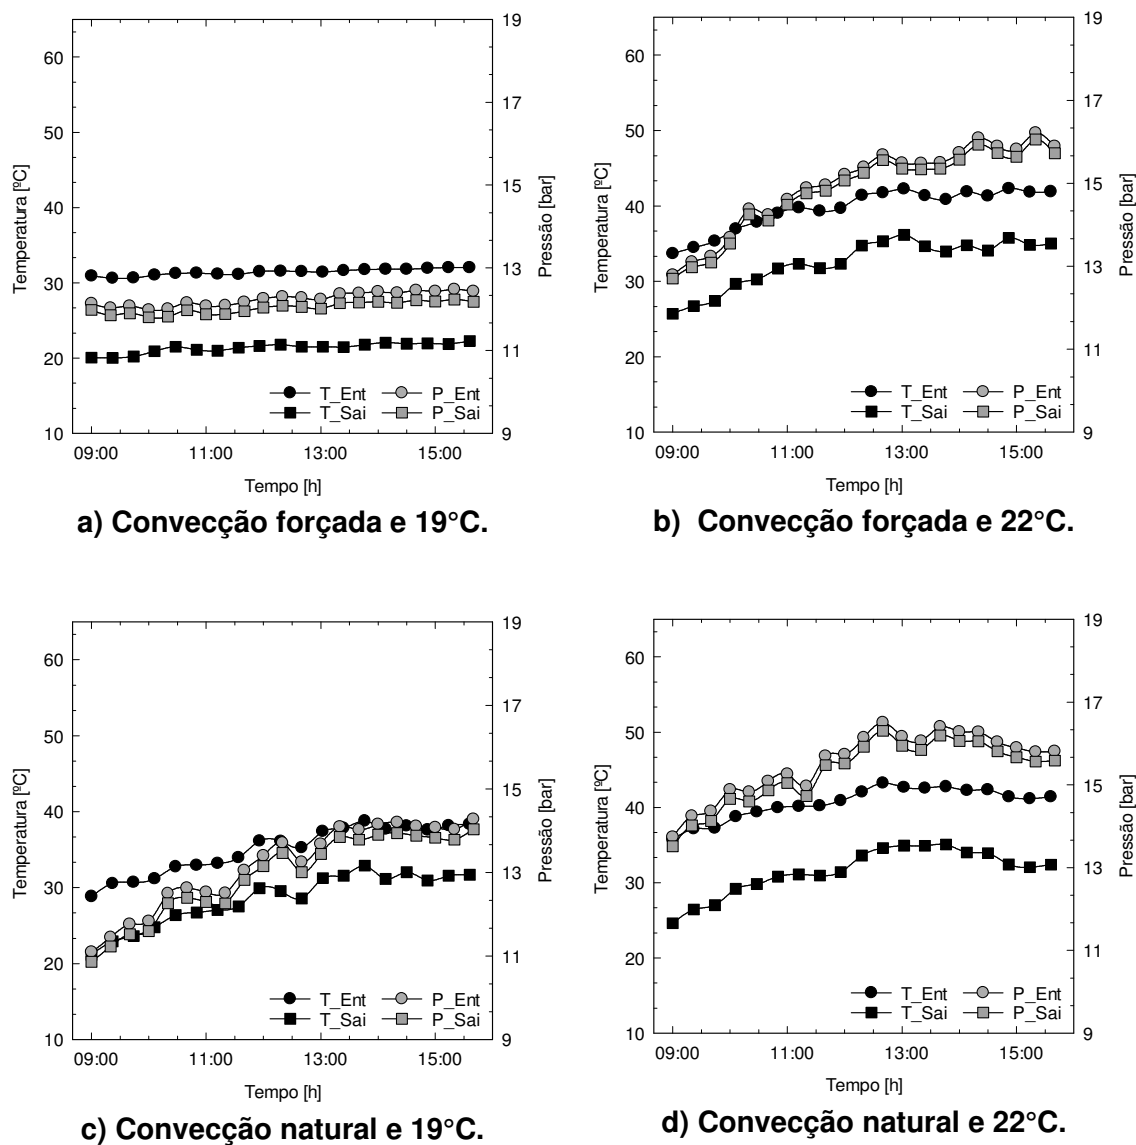 60
50
40
30
20
10
Temperatura [ºC]
19
17
15
13
11
9
Pressão [bar]
T_Ent P_Ent
T_Sai P_Sai
09:00 11:00 13:00 15:00
Tempo [h]
a) Convecção forçada e 19°C.
60
50
40
30
20
10
Temperatura [ºC]
19
17
15
13
11
9
Pressão [bar]
T_Ent P_Ent
T_Sai P_Sai
09:00 11:00 13:00 15:00
Tempo [h]
b) Convecção forçada e 22°C.
60
50
40
30
20
10
Temperatura [ºC]
19
17
15
13
11
9
Pressão [bar]
T_Ent P_Ent
T_Sai P_Sai
09:00 11:00 13:00 15:00
Tempo [h]
c) Convecção natural e 19°C.
60
50
40
30
20
10
Temperatura [ºC]
19
17
15
13
11
9
Pressão [bar]
T_Ent P_Ent
T_Sai P_Sai
09:00 11:00 13:00 15:00
Tempo [h]
d) Convecção natural e 22°C.